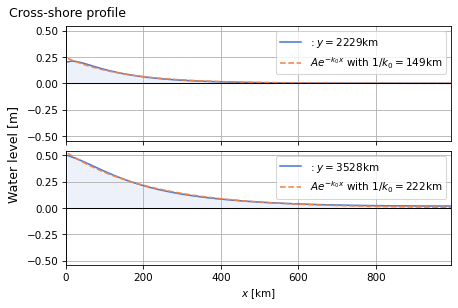 Cross-shore profile
Water level [m]
0.50
0.25
0.00
−0.25
−0.50
: y = 2229km
Ae^{−k₀x} with 1/k₀ = 149km
0.50
0.25
0.00
−0.25
−0.50
: y = 3528km
Ae^{−k₀x} with 1/k₀ = 222km
0 200 400 600 800
x [km]